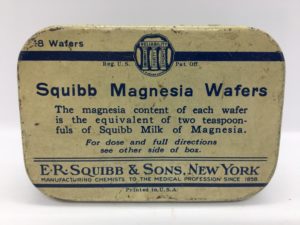 18 Wafers
RELIABILITY
Reg. U.S. Pat. Off.
Squibb Magnesia Wafers
The magnesia content of each wafer
is the equivalent of two teaspoon-
fuls of Squibb Milk of Magnesia.
For dose and full directions
see other side of box.
E·R·SQUIBB & SONS, NEW YORK
MANUFACTURING CHEMISTS TO THE MEDICAL PROFESSION SINCE 1858.
Printed in U.S.A.